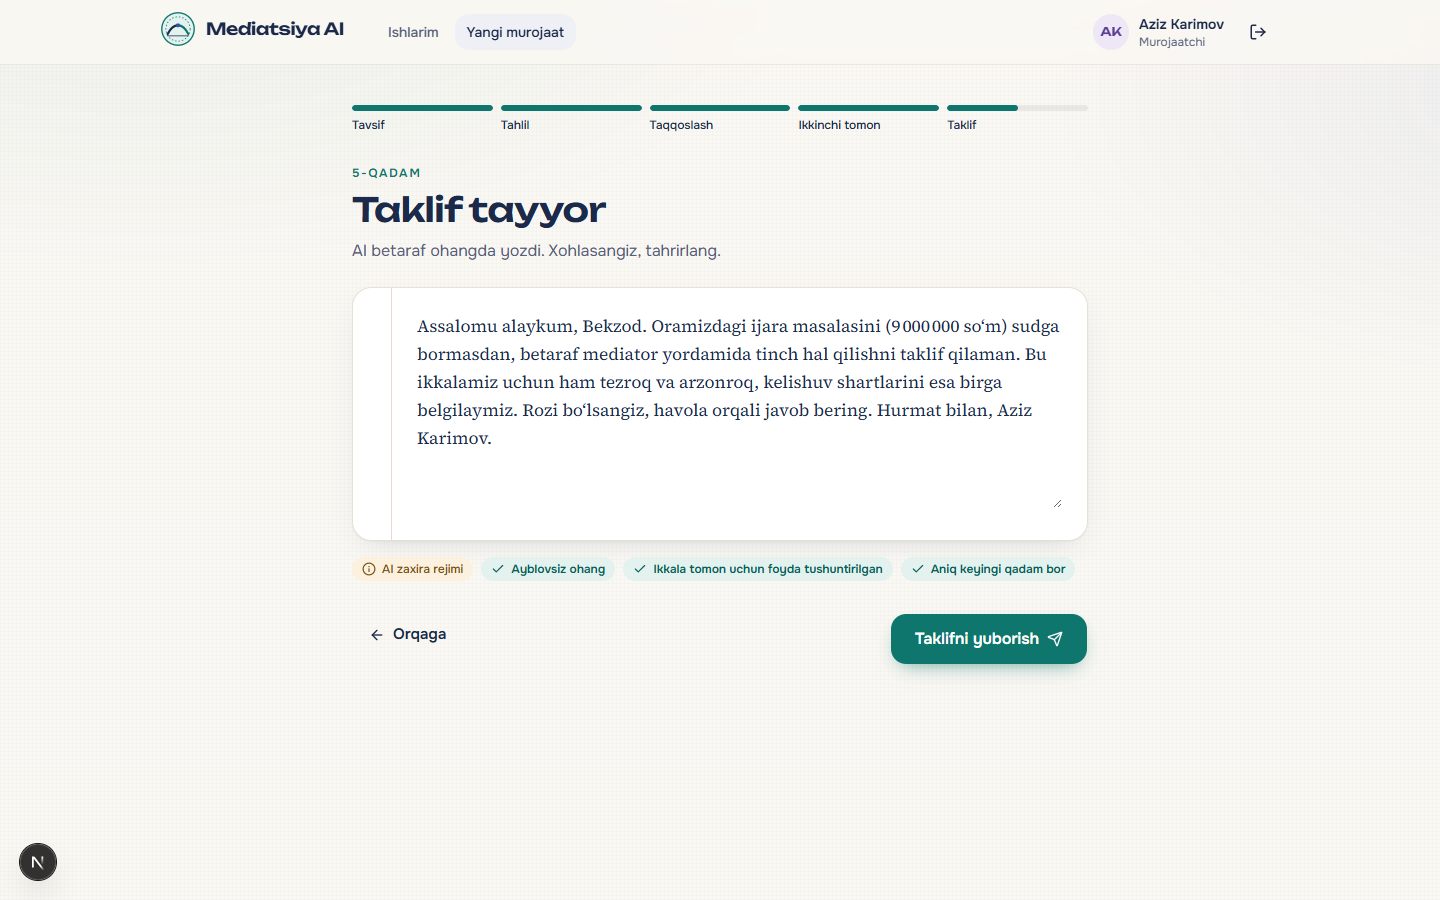 Mediatsiya AI
Ishlarim
Yangi murojaat
AK
Aziz Karimov
Murojaatchi
Tavsif
Tahlil
Taqqoslash
Ikkinchi tomon
Taklif
5-QADAM
Taklif tayyor
AI betaraf ohangda yozdi. Xohlasangiz, tahrirlang.
Assalomu alaykum, Bekzod. Oramizdagi ijara masalasini (9 000 000 so‘m) sudga
bormasdan, betaraf mediator yordamida tinch hal qilishni taklif qilaman. Bu
ikkalamiz uchun ham tezroq va arzonroq, kelishuv shartlarini esa birga
belgilaymiz. Rozi bo‘lsangiz, havola orqali javob bering. Hurmat bilan, Aziz
Karimov.
AI zaxira rejimi
Ayblovsiz ohang
Ikkala tomon uchun foyda tushuntirilgan
Aniq keyingi qadam bor
Orqaga
Taklifni yuborish
N